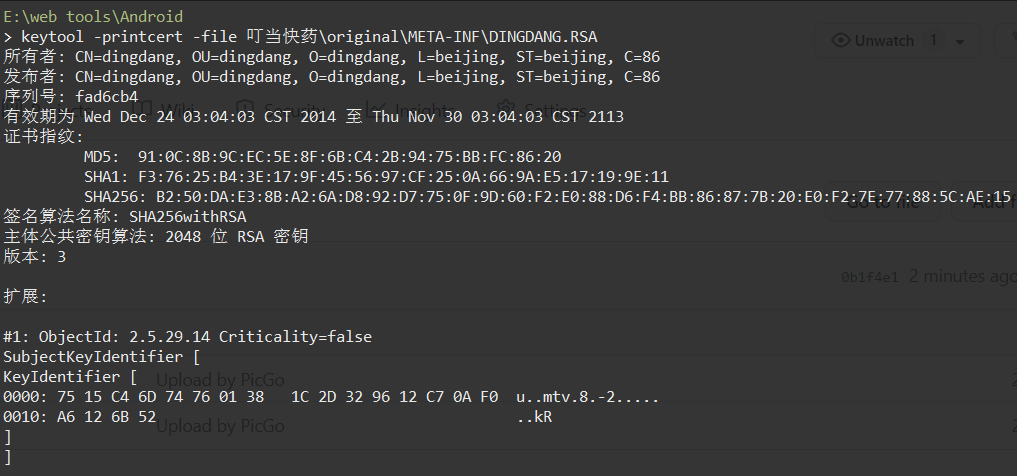 E:\web tools\Android
> keytool -printcert -file 叮当快药\original\META-INF\DINGDANG.RSA
所有者: CN=dingdang, OU=dingdang, O=dingdang, L=beijing, ST=beijing, C=86
发布者: CN=dingdang, OU=dingdang, O=dingdang, L=beijing, ST=beijing, C=86
序列号: fad6cb4
有效期为 Wed Dec 24 03:04:03 CST 2014 至 Thu Nov 30 03:04:03 CST 2113
证书指纹:
MD5: 91:0C:8B:9C:EC:5E:8F:6B:C4:2B:94:75:BB:FC:86:20
SHA1: F3:76:25:B4:3E:17:9F:45:56:97:CF:25:0A:66:9A:E5:17:19:9E:11
SHA256: B2:50:DA:E3:8B:A2:6A:D8:92:D7:75:0F:9D:60:F2:E0:88:D6:F4:BB:86:87:7B:20:E0:F2:7E:77:88:5C:AE:15
签名算法名称: SHA256withRSA
主体公共密钥算法: 2048 位 RSA 密钥
版本: 3
扩展:
#1: ObjectId: 2.5.29.14 Criticality=false
SubjectKeyIdentifier [
KeyIdentifier [
0000: 75 15 C4 6D 74 76 01 38 1C 2D 32 96 12 C7 0A F0 u..mtv.8.-2.....
0010: A6 12 6B 52 ..kR
]
]
Unwatch 1
Wiki
Security
Insights
Settings
Go to file
0b1f4e1 2 minutes ago
Upload by PicGo
Upload by PicGo